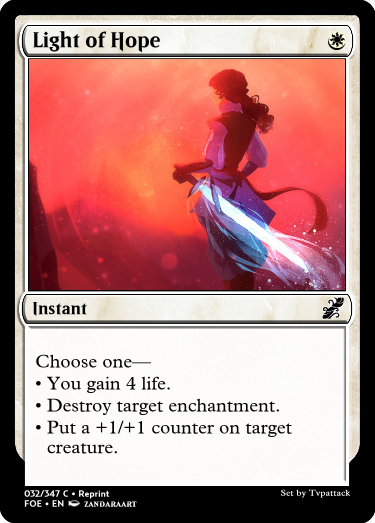 Light of Hope
Instant
Choose one—
• You gain 4 life.
• Destroy target enchantment.
• Put a +1/+1 counter on target
creature.
032/347 C • Reprint
FOE • EN ZANDARAART
Set by Tvpattack